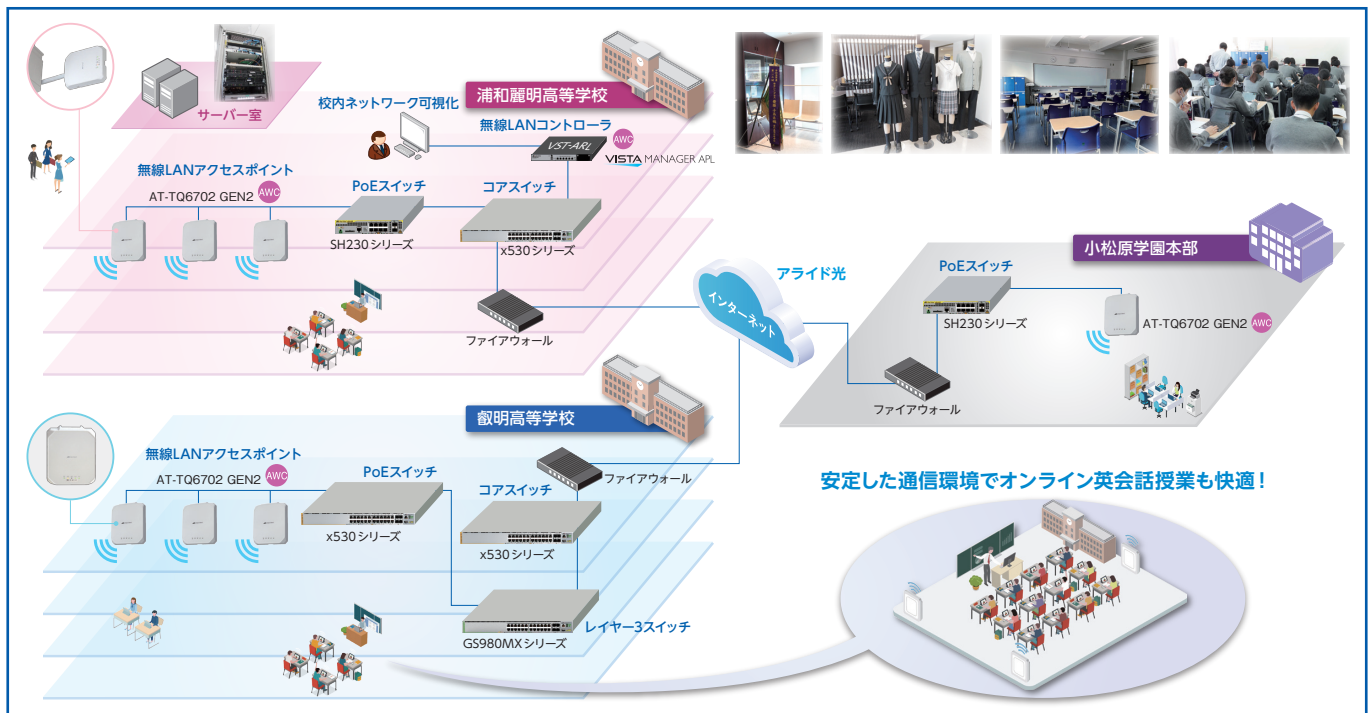 浦和麗明高等学校
サーバー室
校内ネットワーク可視化
無線LANコントローラ
VST-APL
AWC
VISTA MANAGER APL
無線LANアクセスポイント
AT-TQ6702 GEN2 AWC
PoEスイッチ
SH230シリーズ
コアスイッチ
x530シリーズ
ファイアウォール
アライド光
インターネット
小松原学園本部
PoEスイッチ
SH230シリーズ
AT-TQ6702 GEN2 AWC
ファイアウォール
叡明高等学校
無線LANアクセスポイント
AT-TQ6702 GEN2 AWC
PoEスイッチ
x530シリーズ
コアスイッチ
x530シリーズ
ファイアウォール
レイヤー3スイッチ
GS980MXシリーズ
安定した通信環境でオンライン英会話授業も快適！